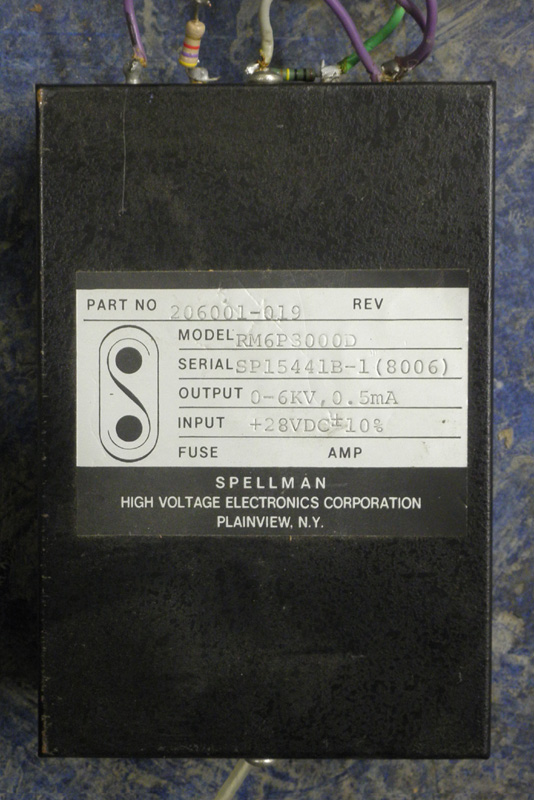 PART NO 206001-019 REV
MODEL RM6P3000D
SERIAL SP15441B-1(8006)
OUTPUT 0-6KV,0.5mA
INPUT +28VDC±10%
FUSE AMP
SPELLMAN
HIGH VOLTAGE ELECTRONICS CORPORATION
PLAINVIEW, N.Y.